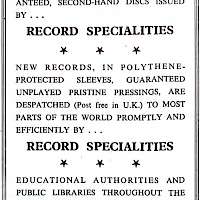 ANTEED, SECOND-HAND DISCS ISSUED
BY . . .
RECORD SPECIALITIES
★ ★ ★
NEW RECORDS, IN POLYTHENE-
PROTECTED SLEEVES, GUARANTEED
UNPLAYED PRISTINE PRESSINGS, ARE
DESPATCHED (Post free in U.K.) TO MOST
PARTS OF THE WORLD PROMPTLY AND
EFFICIENTLY BY . . .
RECORD SPECIALITIES
★ ★ ★
EDUCATIONAL AUTHORITIES AND
PUBLIC LIBRARIES THROUGHOUT THE